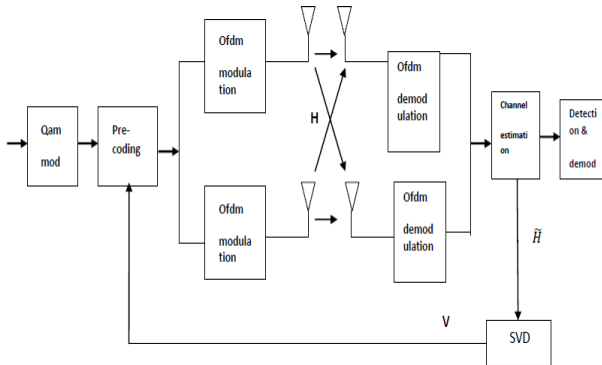 Qam
mod
Pre-
coding
Ofdm
modula
tion
Ofdm
modula
tion
H
Ofdm
demod
ulation
Ofdm
demod
ulation
Channel
estimati
on
Detecti
on &
demod
H̃
V
SVD